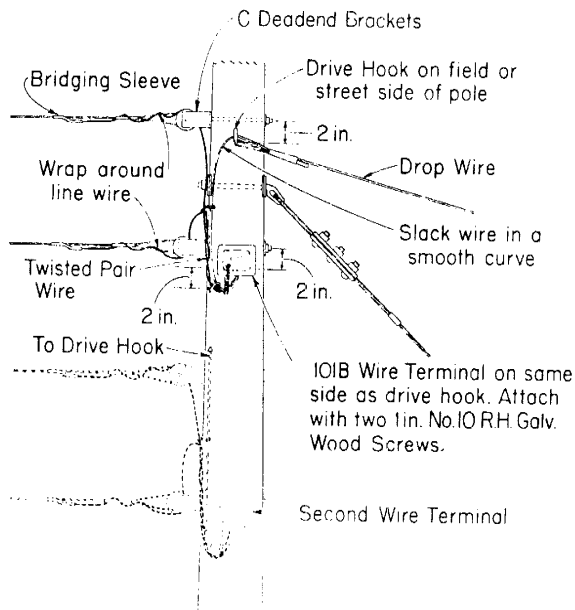 C Deadend Brackets
Bridging Sleeve
Drive Hook on field or
street side of pole
2 in.
Wrap around
line wire
Drop Wire
Slack wire in a
smooth curve
Twisted Pair
Wire
2 in.
2 in.
To Drive Hook
101B Wire Terminal on same
side as drive hook. Attach
with two 1in. No.10 R.H. Galv.
Wood Screws.
Second Wire Terminal